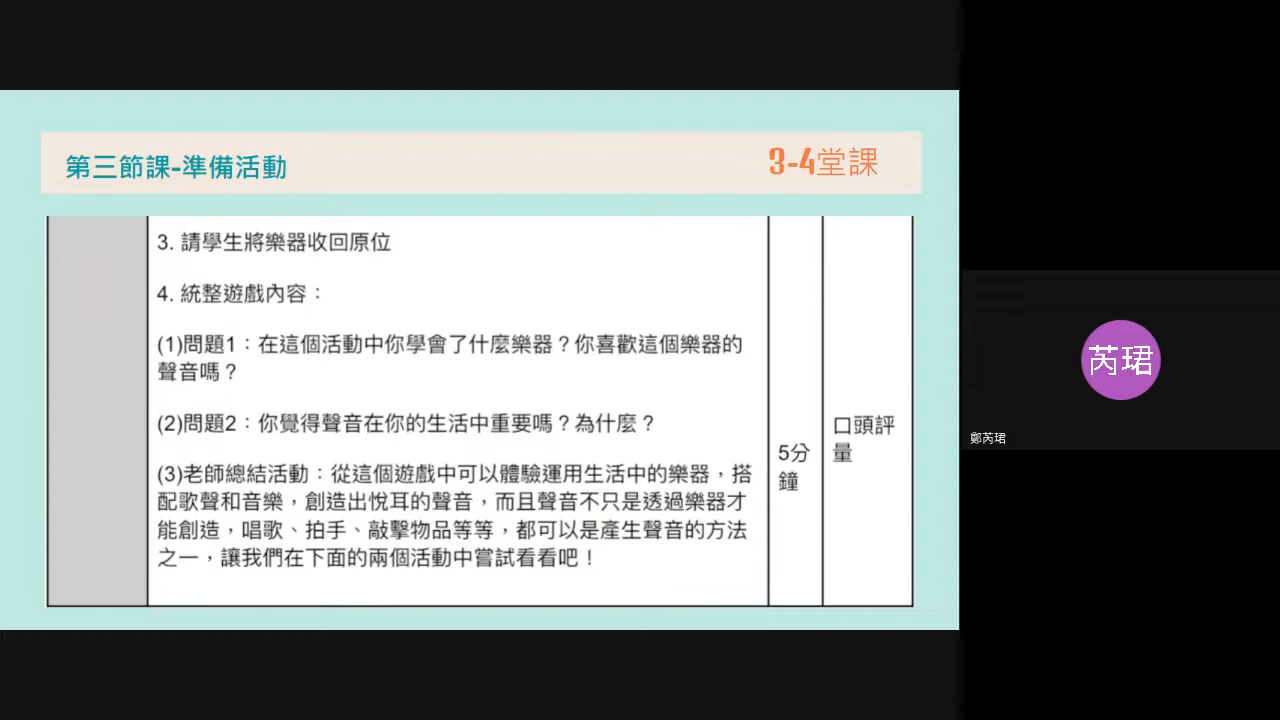 第三節課-準備活動
3-4堂課
3. 請學生將樂器收回原位
4. 統整遊戲內容：
(1)問題1：在這個活動中你學會了什麼樂器？你喜歡這個樂器的
聲音嗎？
(2)問題2：你覺得聲音在你的生活中重要嗎？為什麼？
(3)老師總結活動：從這個遊戲中可以體驗運用生活中的樂器，搭
配歌聲和音樂，創造出悅耳的聲音，而且聲音不只是透過樂器才
能創造，唱歌、拍手、敲擊物品等等，都可以是產生聲音的方法
之一，讓我們在下面的兩個活動中嘗試看看吧！
5分
鐘
口頭評
量
芮珺
鄭芮珺